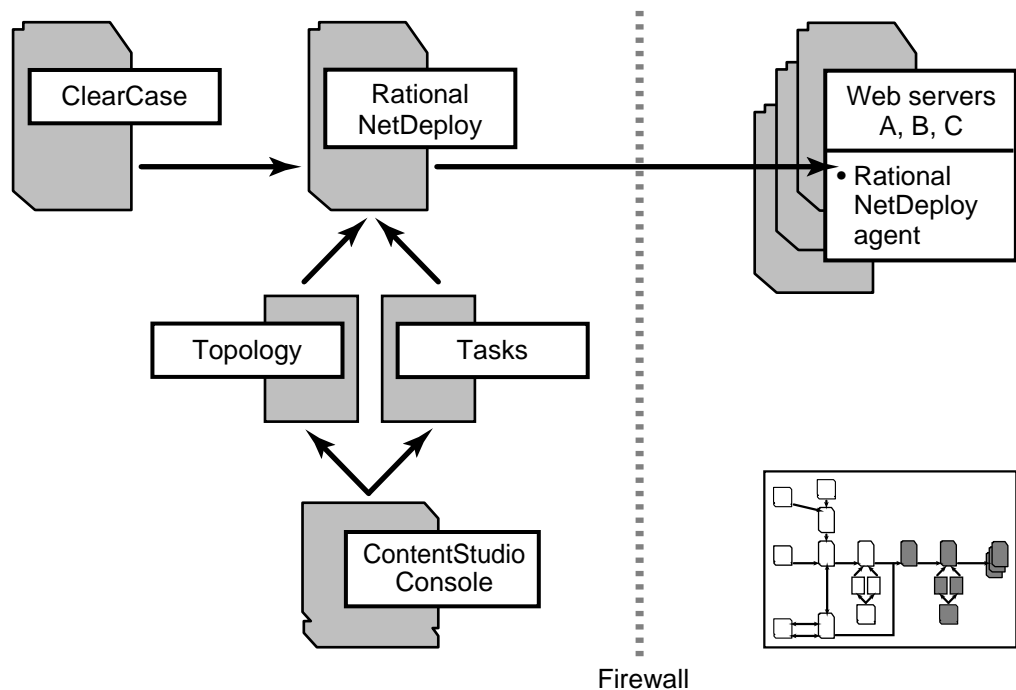 ClearCase
Rational
NetDeploy
Web servers
A, B, C
• Rational
NetDeploy
agent
Topology
Tasks
ContentStudio
Console
Firewall